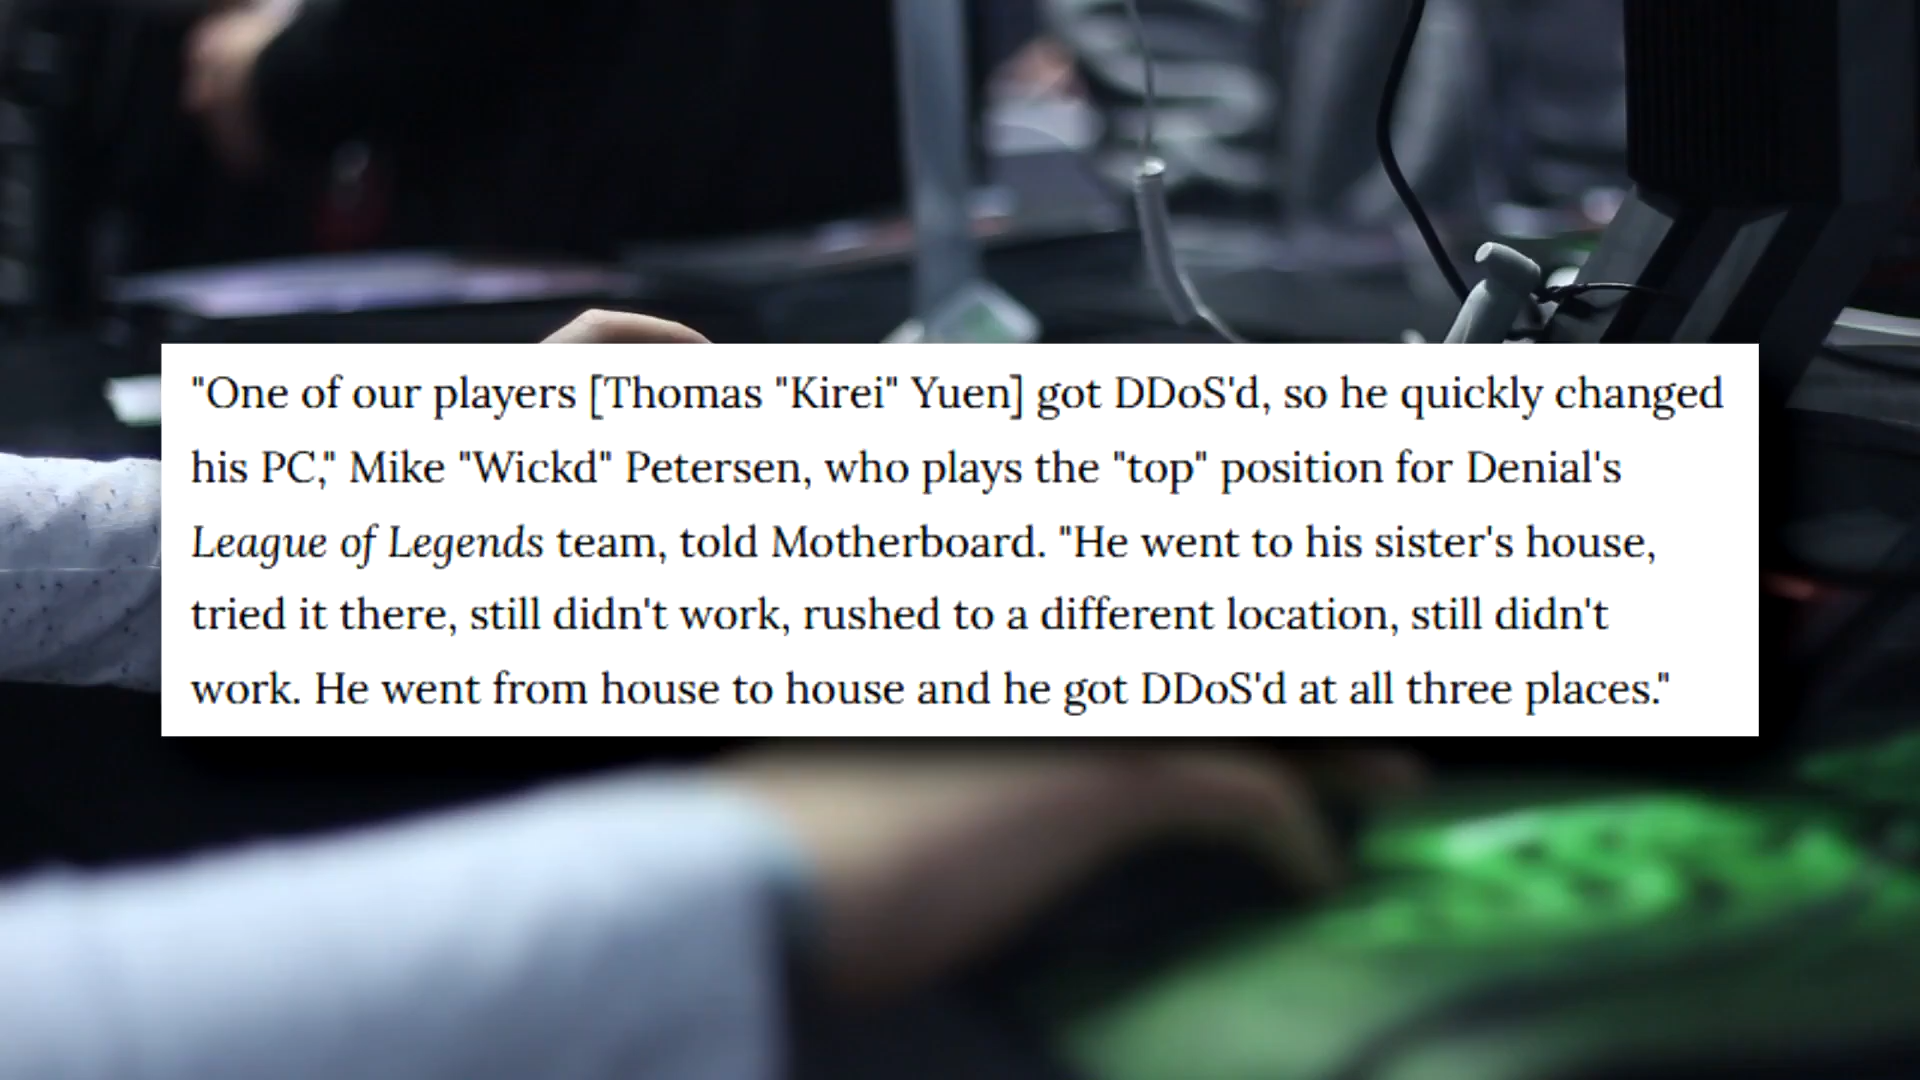 "One of our players [Thomas "Kirei" Yuen] got DDoS'd, so he quickly changed
his PC," Mike "Wickd" Petersen, who plays the "top" position for Denial's
League of Legends team, told Motherboard. "He went to his sister's house,
tried it there, still didn't work, rushed to a different location, still didn't
work. He went from house to house and he got DDoS'd at all three places."